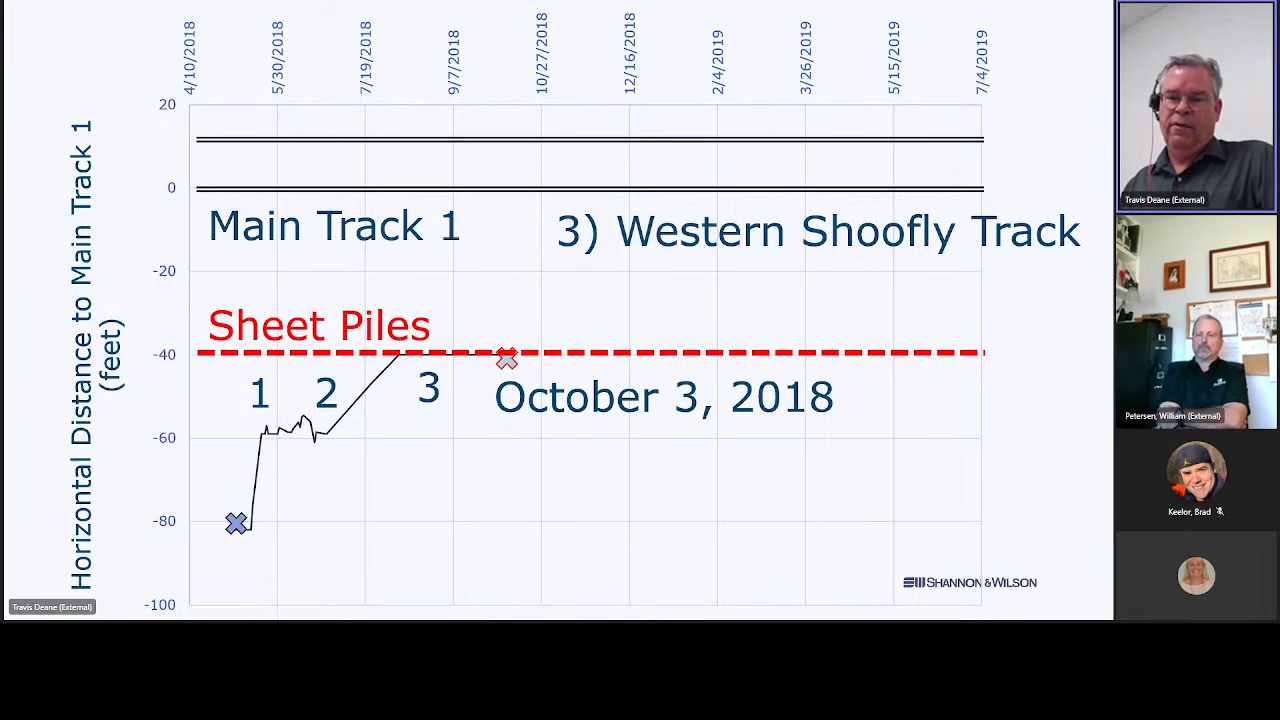 4/10/2018
5/30/2018
7/19/2018
9/7/2018
10/27/2018
12/16/2018
2/4/2019
3/26/2019
5/15/2019
7/4/2019
Horizontal Distance to Main Track 1
(feet)
20
0
-20
-40
-60
-80
-100
Main Track 1
3) Western Shoofly Track
Sheet Piles
1
2
3
October 3, 2018
SHANNON & WILSON
Travis Deane (External)
Travis Deane (External)
Petersen, William (External)
Keelor, Brad